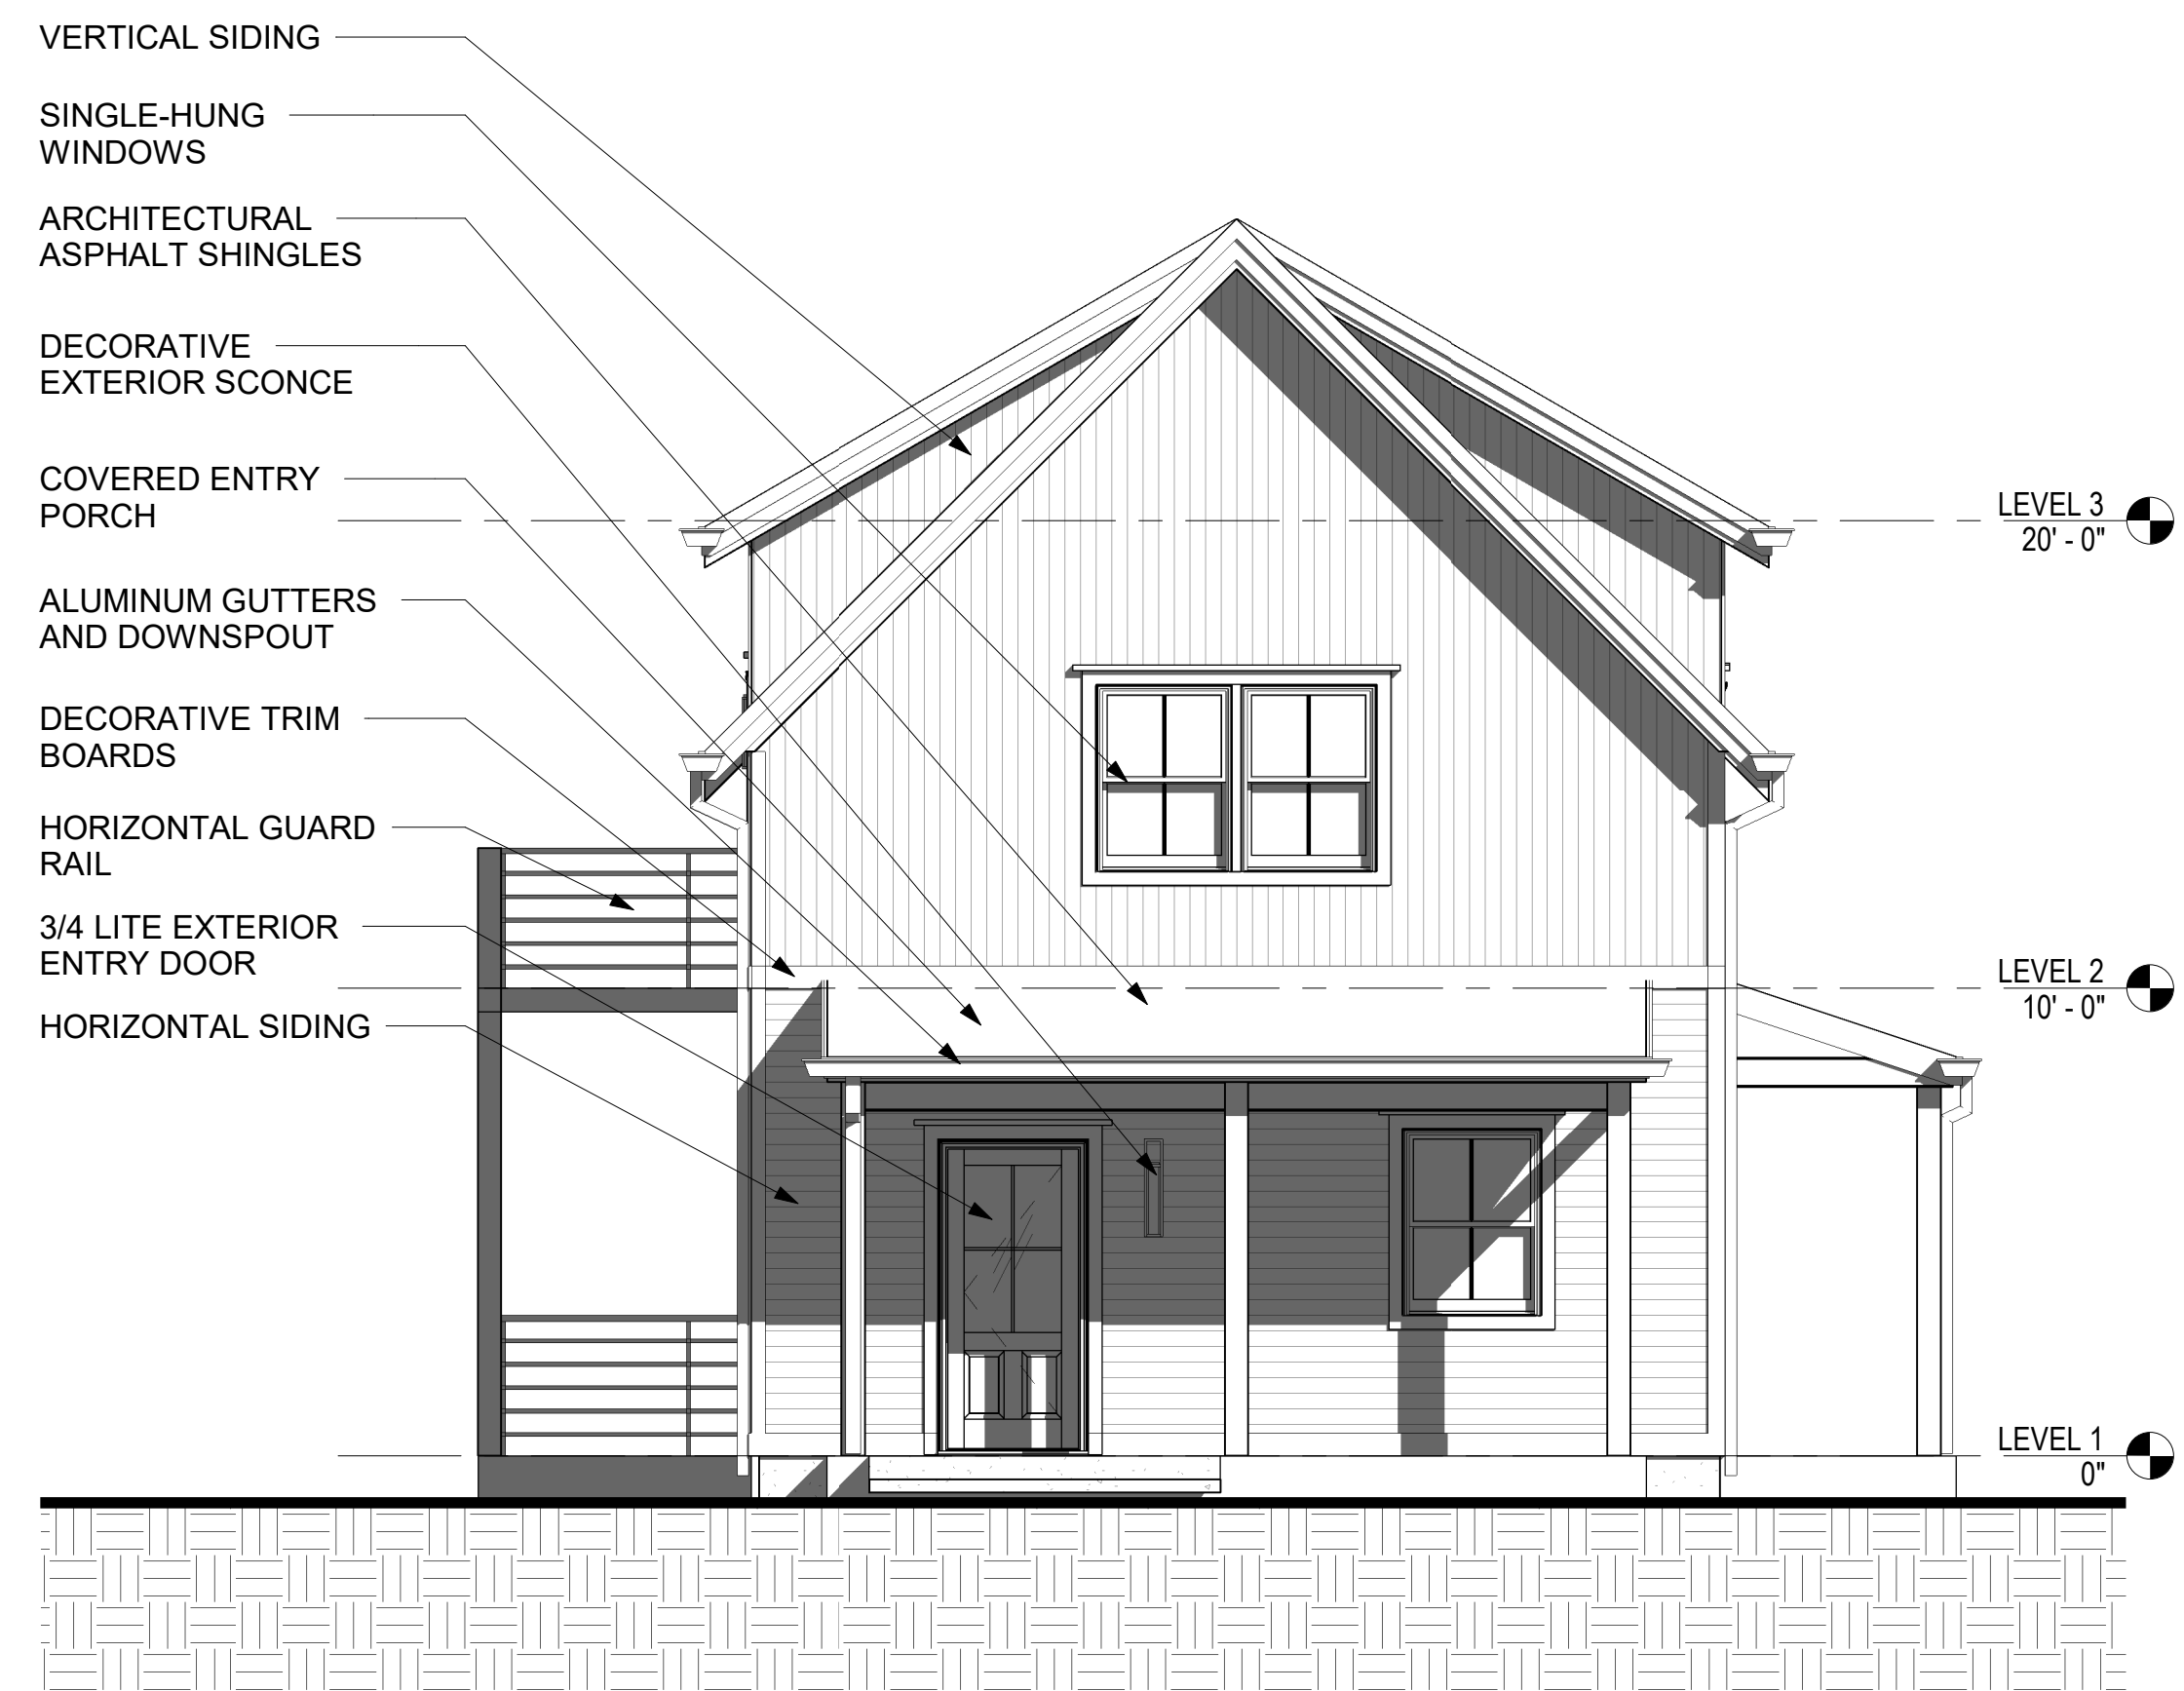 VERTICAL SIDING
SINGLE-HUNG
WINDOWS
ARCHITECTURAL
ASPHALT SHINGLES
DECORATIVE
EXTERIOR SCONCE
COVERED ENTRY
PORCH
ALUMINUM GUTTERS
AND DOWNSPOUT
DECORATIVE TRIM
BOARDS
HORIZONTAL GUARD
RAIL
3/4 LITE EXTERIOR
ENTRY DOOR
HORIZONTAL SIDING
LEVEL 3
20' - 0"
LEVEL 2
10' - 0"
LEVEL 1
0"